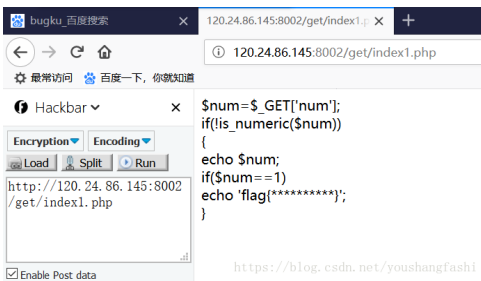 bugku_百度搜索 × 120.24.86.145:8002/get/index1.p × +
120.24.86.145:8002/get/index1.php
最常访问 百度一下，你就知道
Hackbar ×
Encryption Encoding
Load Split Run
http://120.24.86.145:8002
/get/index1.php
Enable Post data
$num=$_GET['num'];
if(!is_numeric($num))
{
echo $num;
if($num==1)
echo 'flag{**********}';
}
https://blog.csdn.net/youshangfashi